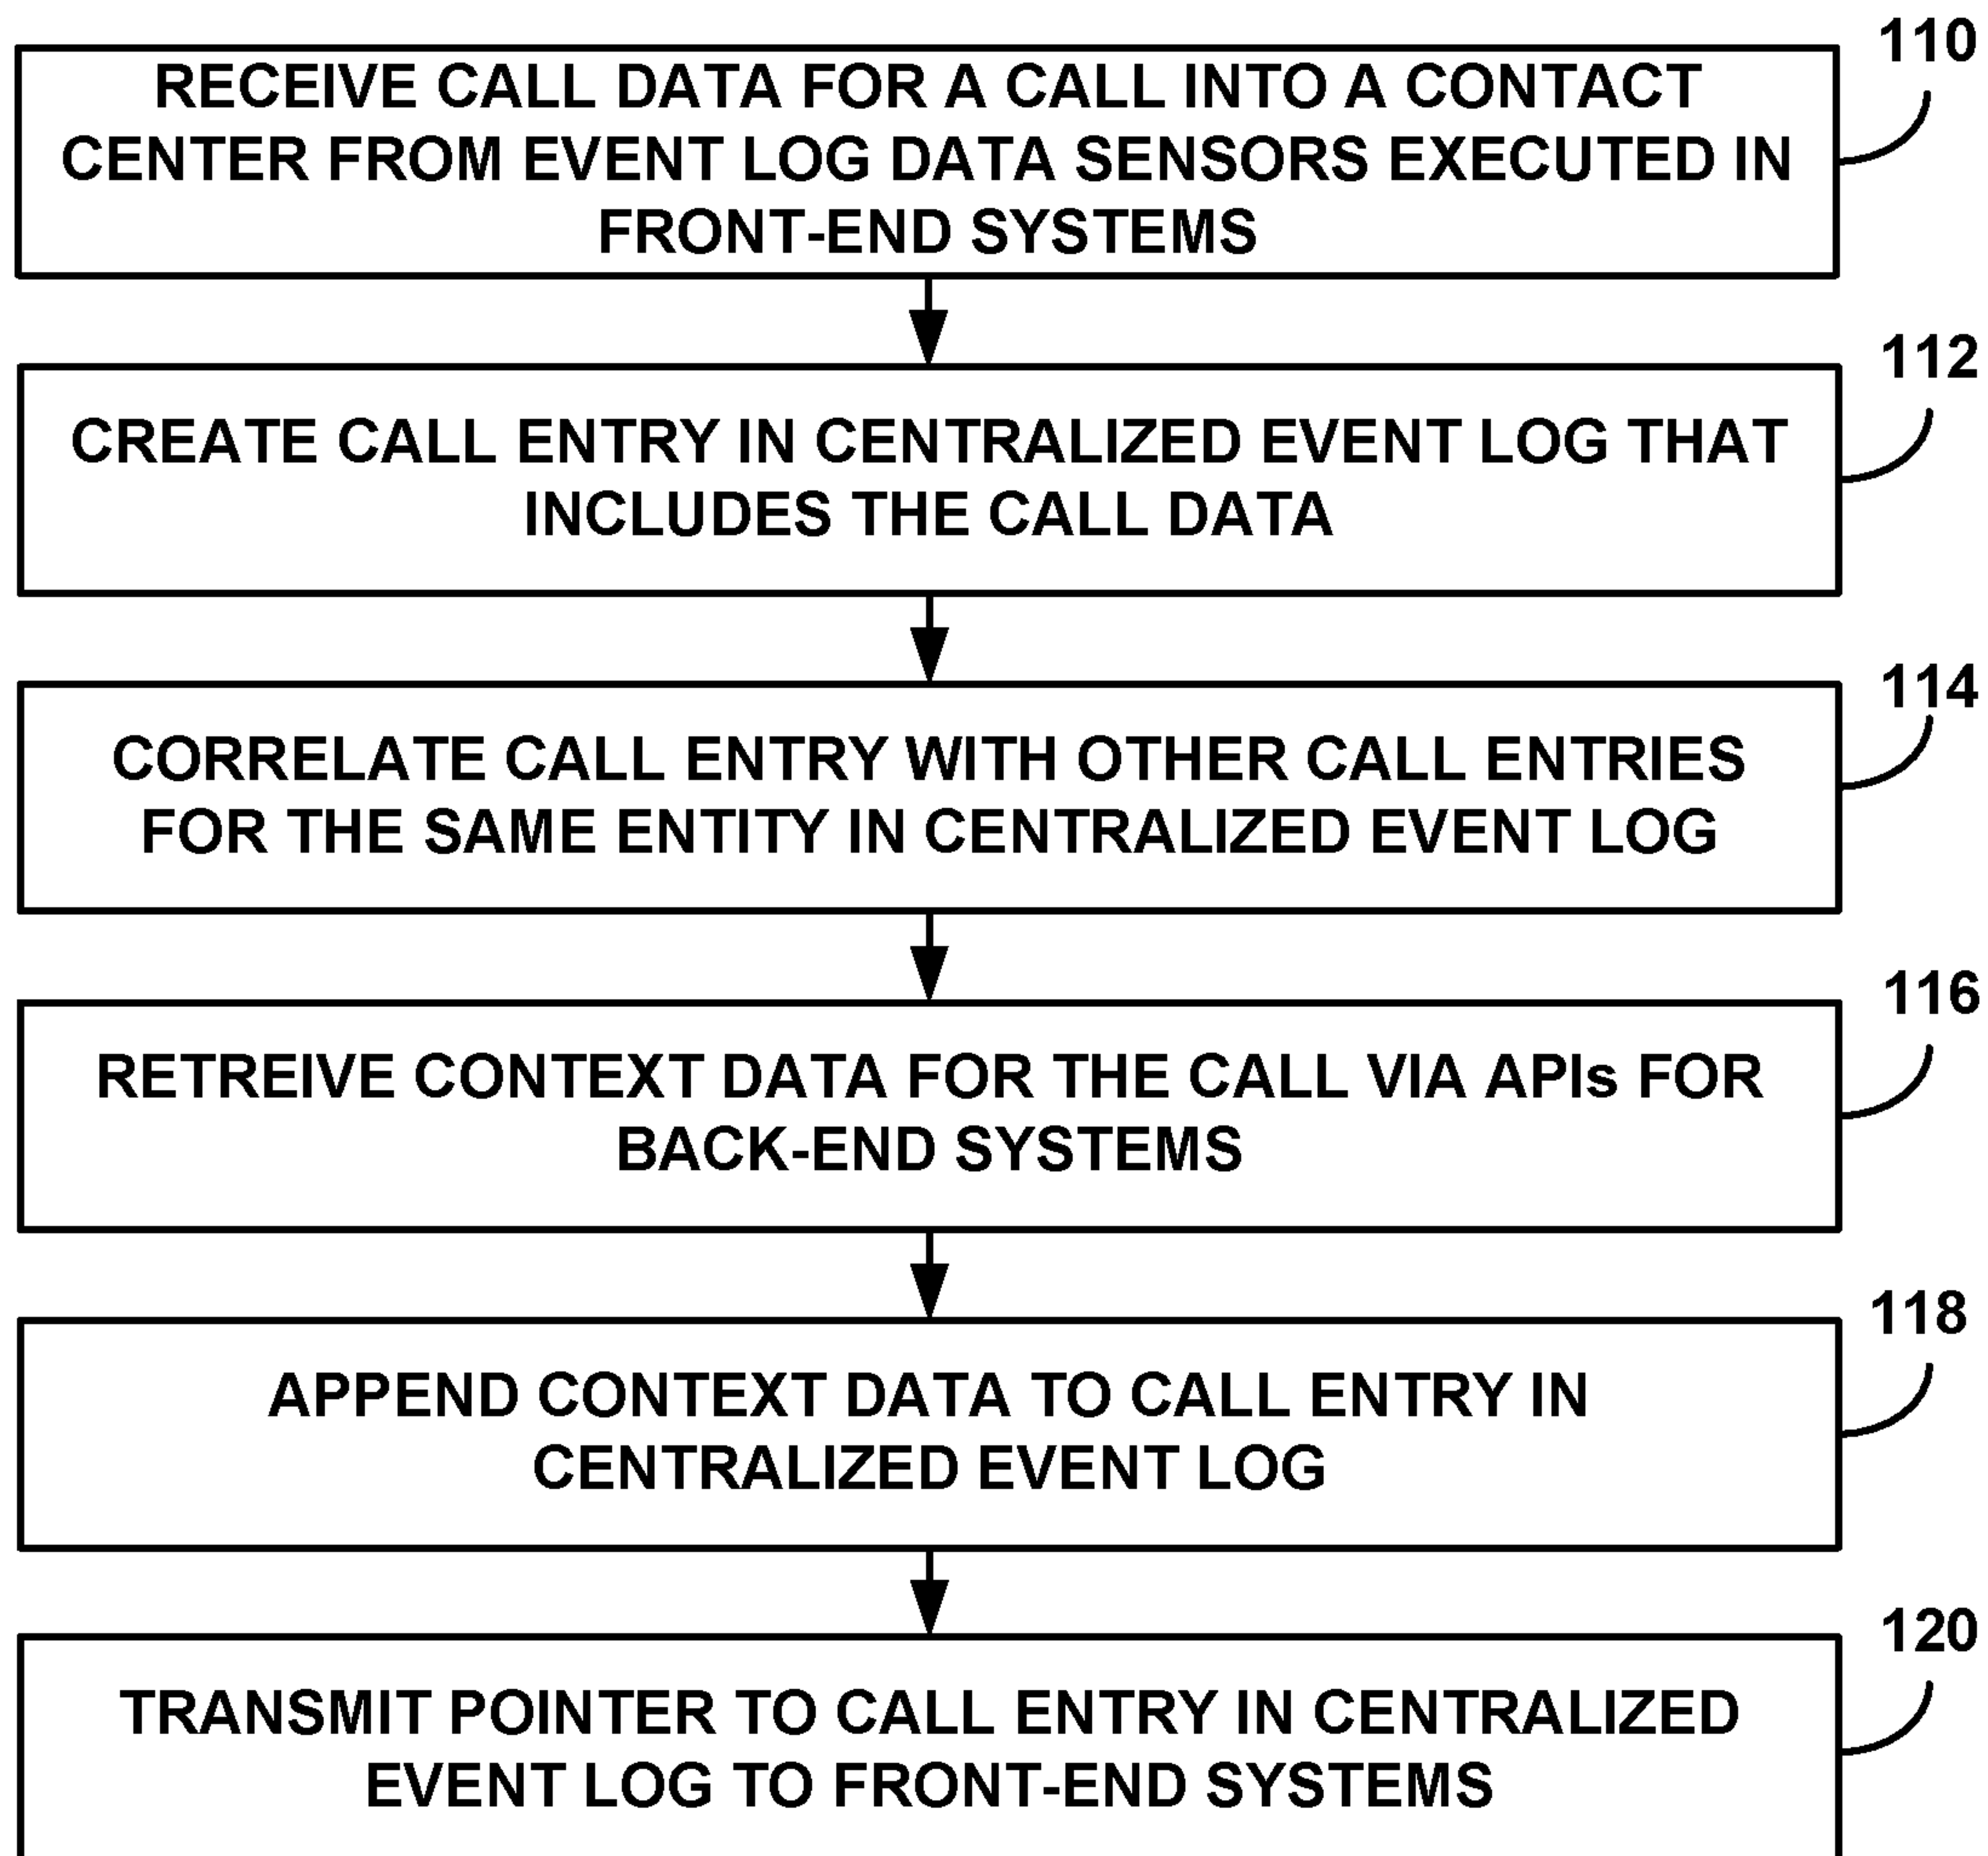 110
RECEIVE CALL DATA FOR A CALL INTO A CONTACT
CENTER FROM EVENT LOG DATA SENSORS EXECUTED IN
FRONT-END SYSTEMS
112
CREATE CALL ENTRY IN CENTRALIZED EVENT LOG THAT
INCLUDES THE CALL DATA
114
CORRELATE CALL ENTRY WITH OTHER CALL ENTRIES
FOR THE SAME ENTITY IN CENTRALIZED EVENT LOG
116
RETREIVE CONTEXT DATA FOR THE CALL VIA APIs FOR
BACK-END SYSTEMS
118
APPEND CONTEXT DATA TO CALL ENTRY IN
CENTRALIZED EVENT LOG
120
TRANSMIT POINTER TO CALL ENTRY IN CENTRALIZED
EVENT LOG TO FRONT-END SYSTEMS